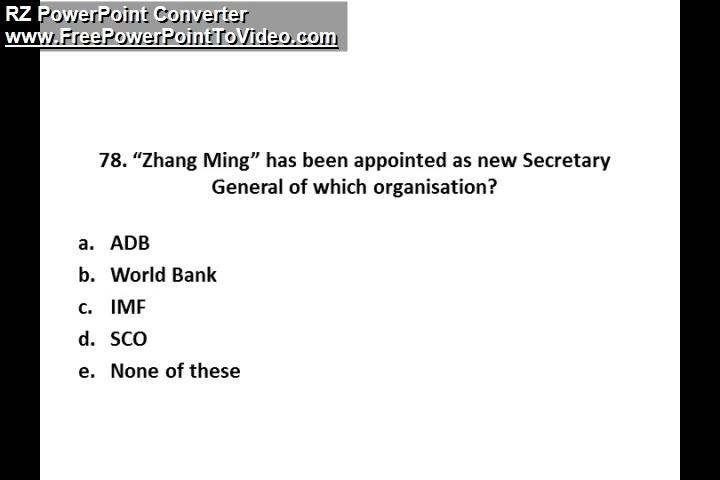 RZ PowerPoint Converter
www.FreePowerPointToVideo.com
78. “Zhang Ming” has been appointed as new Secretary
General of which organisation?
a. ADB
b. World Bank
c. IMF
d. SCO
e. None of these